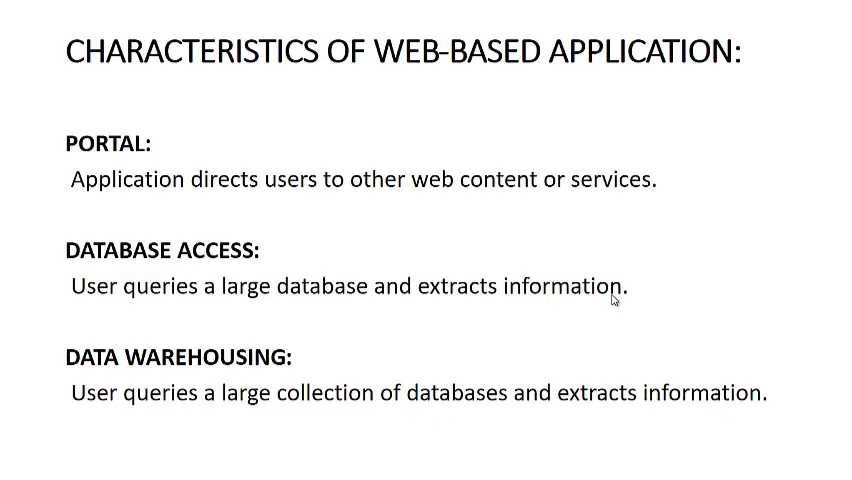 CHARACTERISTICS OF WEB-BASED APPLICATION:
PORTAL:
Application directs users to other web content or services.
DATABASE ACCESS:
User queries a large database and extracts information.
DATA WAREHOUSING:
User queries a large collection of databases and extracts information.